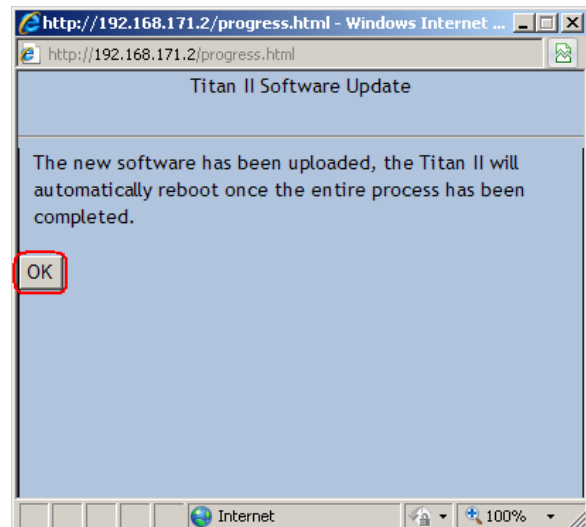 http://192.168.171.2/progress.html - Windows Internet ...
http://192.168.171.2/progress.html
Titan II Software Update
The new software has been uploaded, the Titan II will
automatically reboot once the entire process has been
completed.
OK
Internet
100%